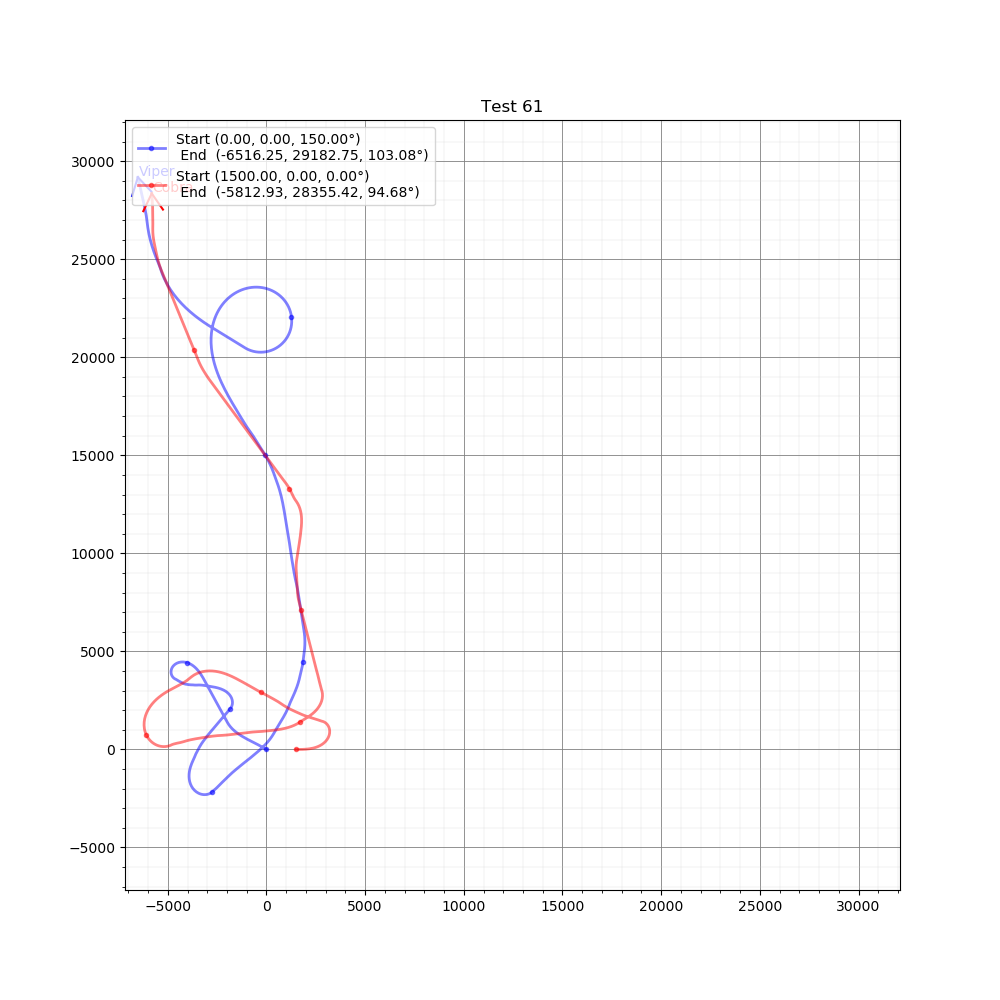 Test 61
Start (0.00, 0.00, 150.00°)
End (-6516.25, 29182.75, 103.08°)
Start (1500.00, 0.00, 0.00°)
End (-5812.93, 28355.42, 94.68°)
Viper
Cobra
30000
25000
20000
15000
10000
5000
0
−5000
−5000 0 5000 10000 15000 20000 25000 30000